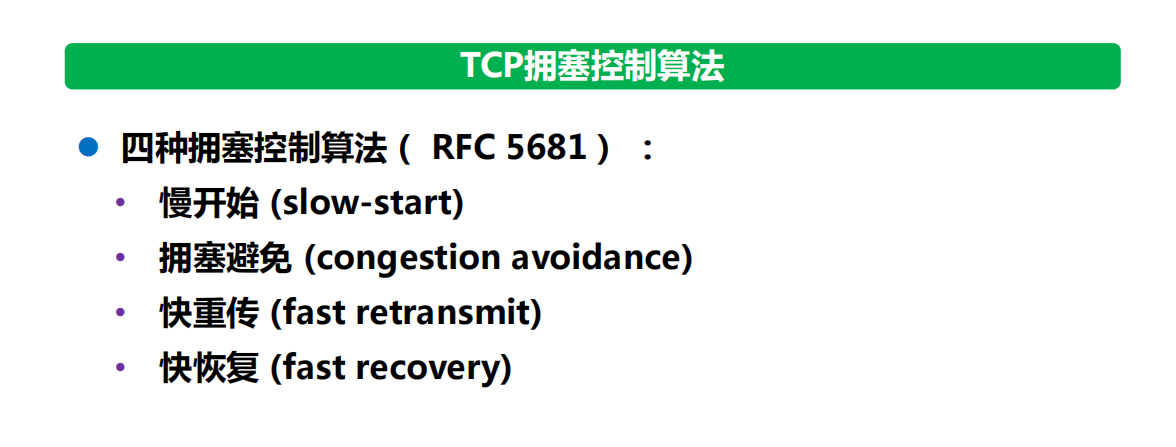 TCP拥塞控制算法
● 四种拥塞控制算法（ RFC 5681 ） ：
• 慢开始 (slow-start)
• 拥塞避免 (congestion avoidance)
• 快重传 (fast retransmit)
• 快恢复 (fast recovery)